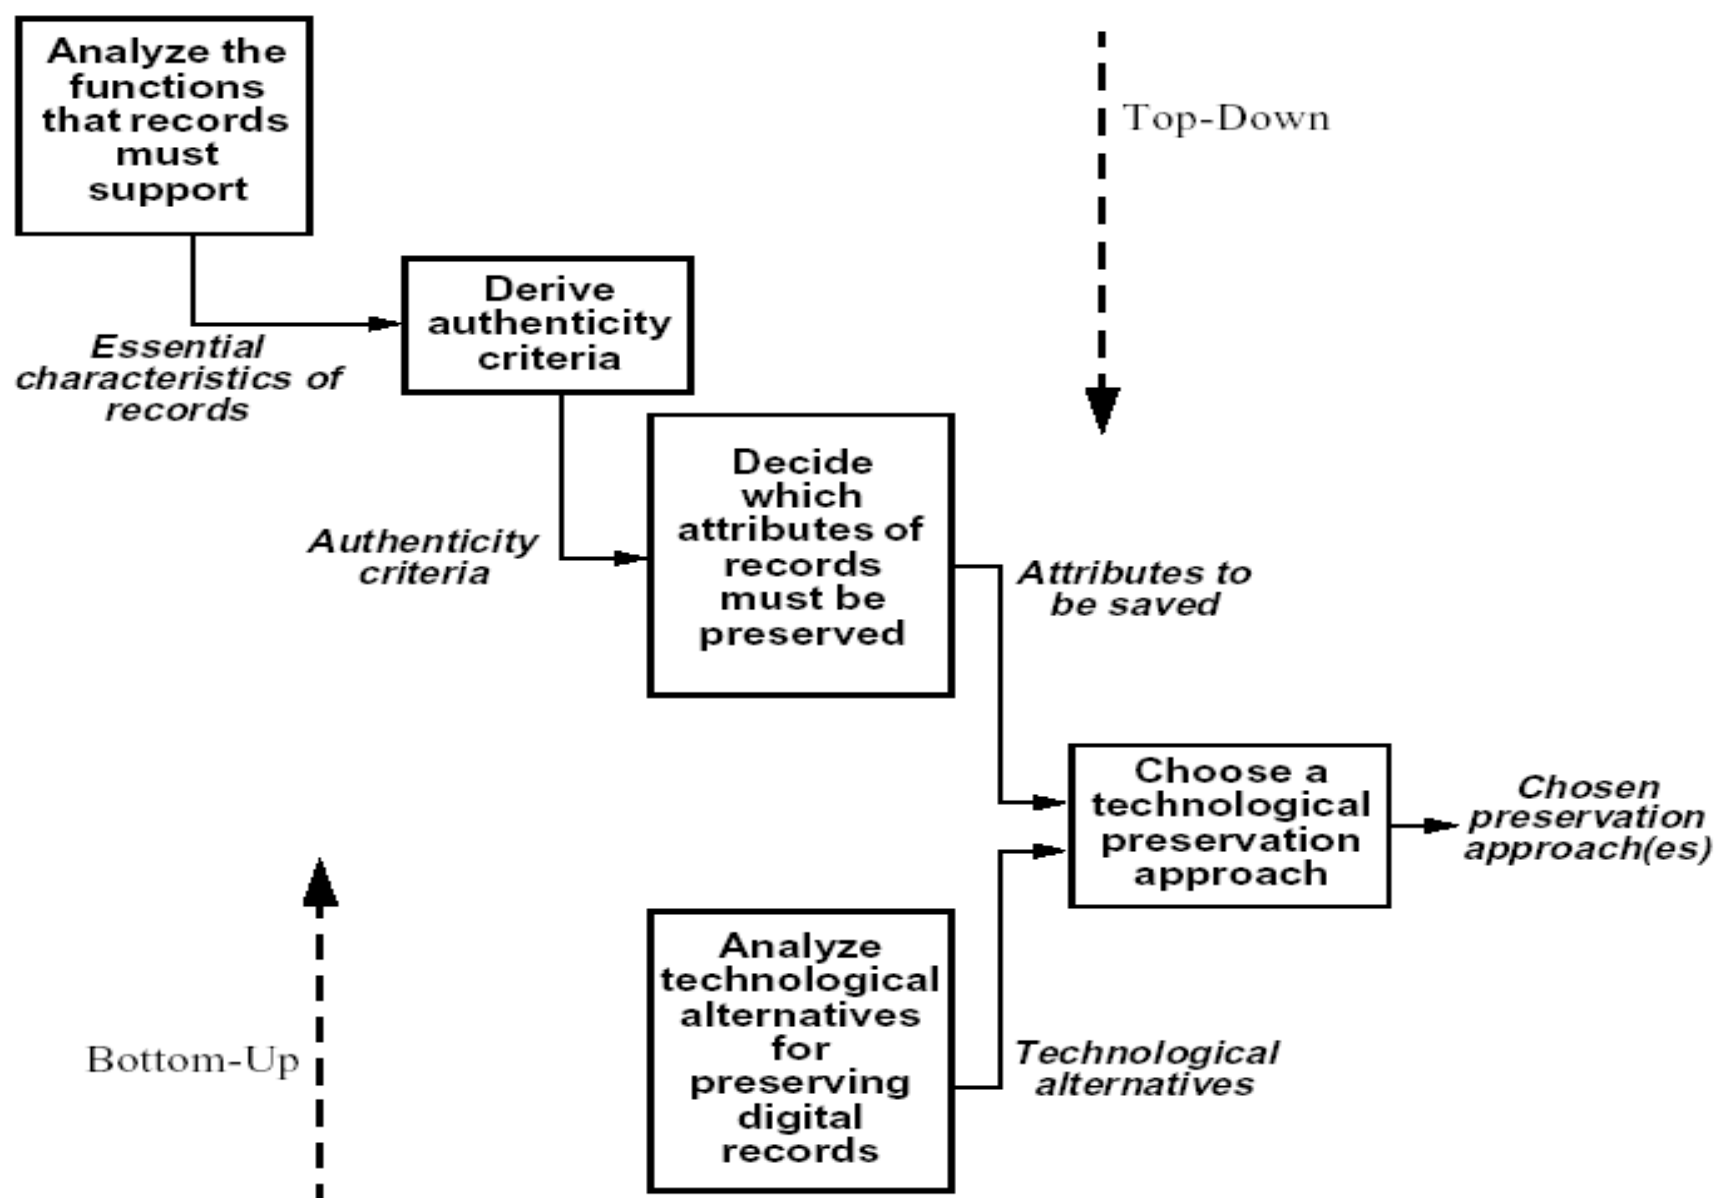 Analyze the
functions
that records
must
support
Top-Down
Derive
authenticity
criteria
Essential
characteristics of
records
Decide
which
attributes of
records
must be
preserved
Authenticity
criteria
Attributes to
be saved
Choose a
technological
preservation
approach
Chosen
preservation
approach(es)
Bottom-Up
Analyze
technological
alternatives
for
preserving
digital
records
Technological
alternatives